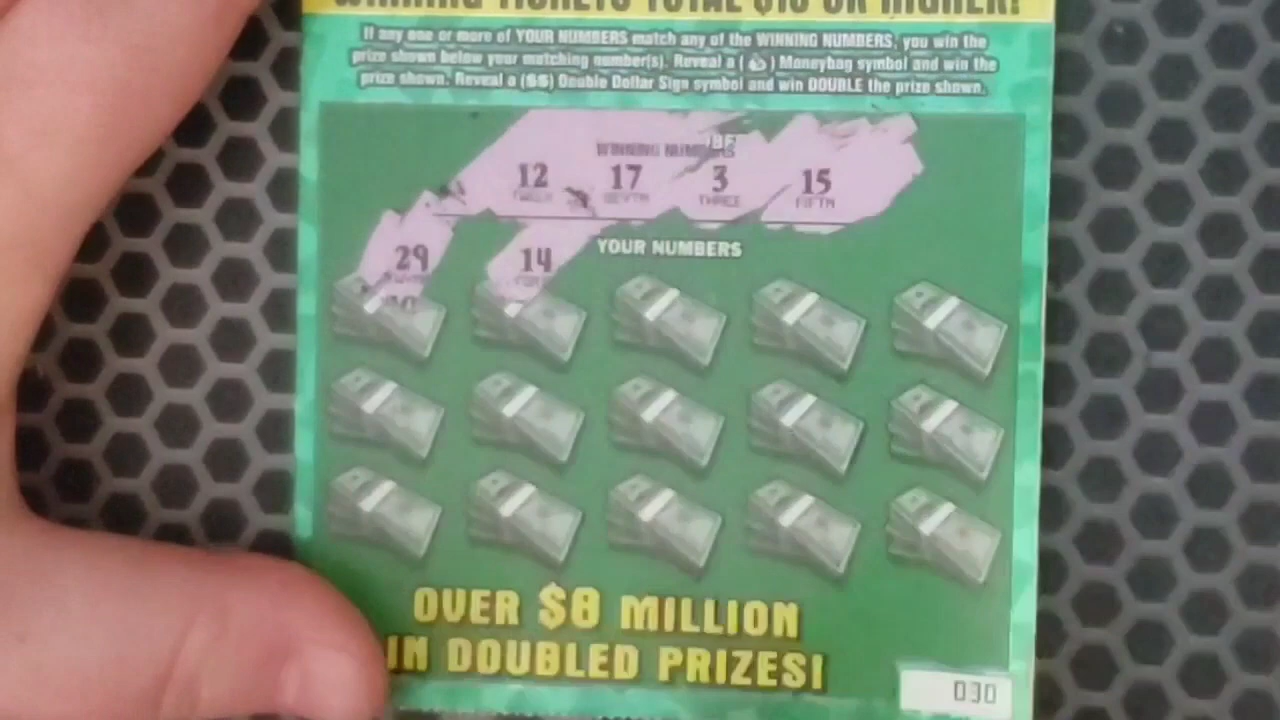 WINNING TICKETS TOTAL $10 OR HIGHER!
If any one or more of YOUR NUMBERS match any of the WINNING NUMBERS, you win the
prize shown below your matching number(s). Reveal a ( ) Moneybag symbol and win the
prize shown. Reveal a ($$) Double Dollar Sign symbol and win DOUBLE the prize shown.
WINNING NUMBERS
12 17 3 15
THREE FIFTN
YOUR NUMBERS
29 14
OVER $8 MILLION
IN DOUBLED PRIZES!
030